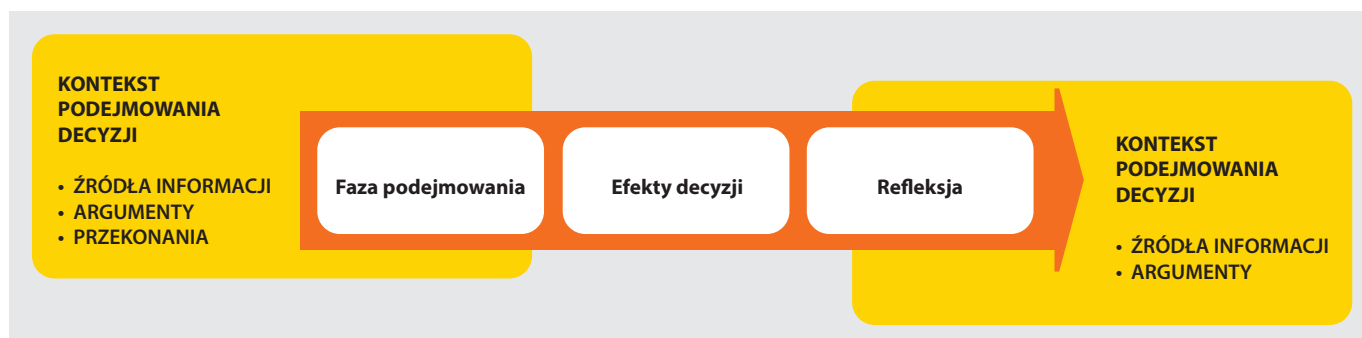 KONTEKST
PODEJMOWANIA
DECYZJI
• ŹRÓDŁA INFORMACJI
• ARGUMENTY
• PRZEKONANIA
Faza podejmowania
Efekty decyzji
Refleksja
KONTEKST
PODEJMOWANIA
DECYZJI
• ŹRÓDŁA INFORMACJI
• ARGUMENTY